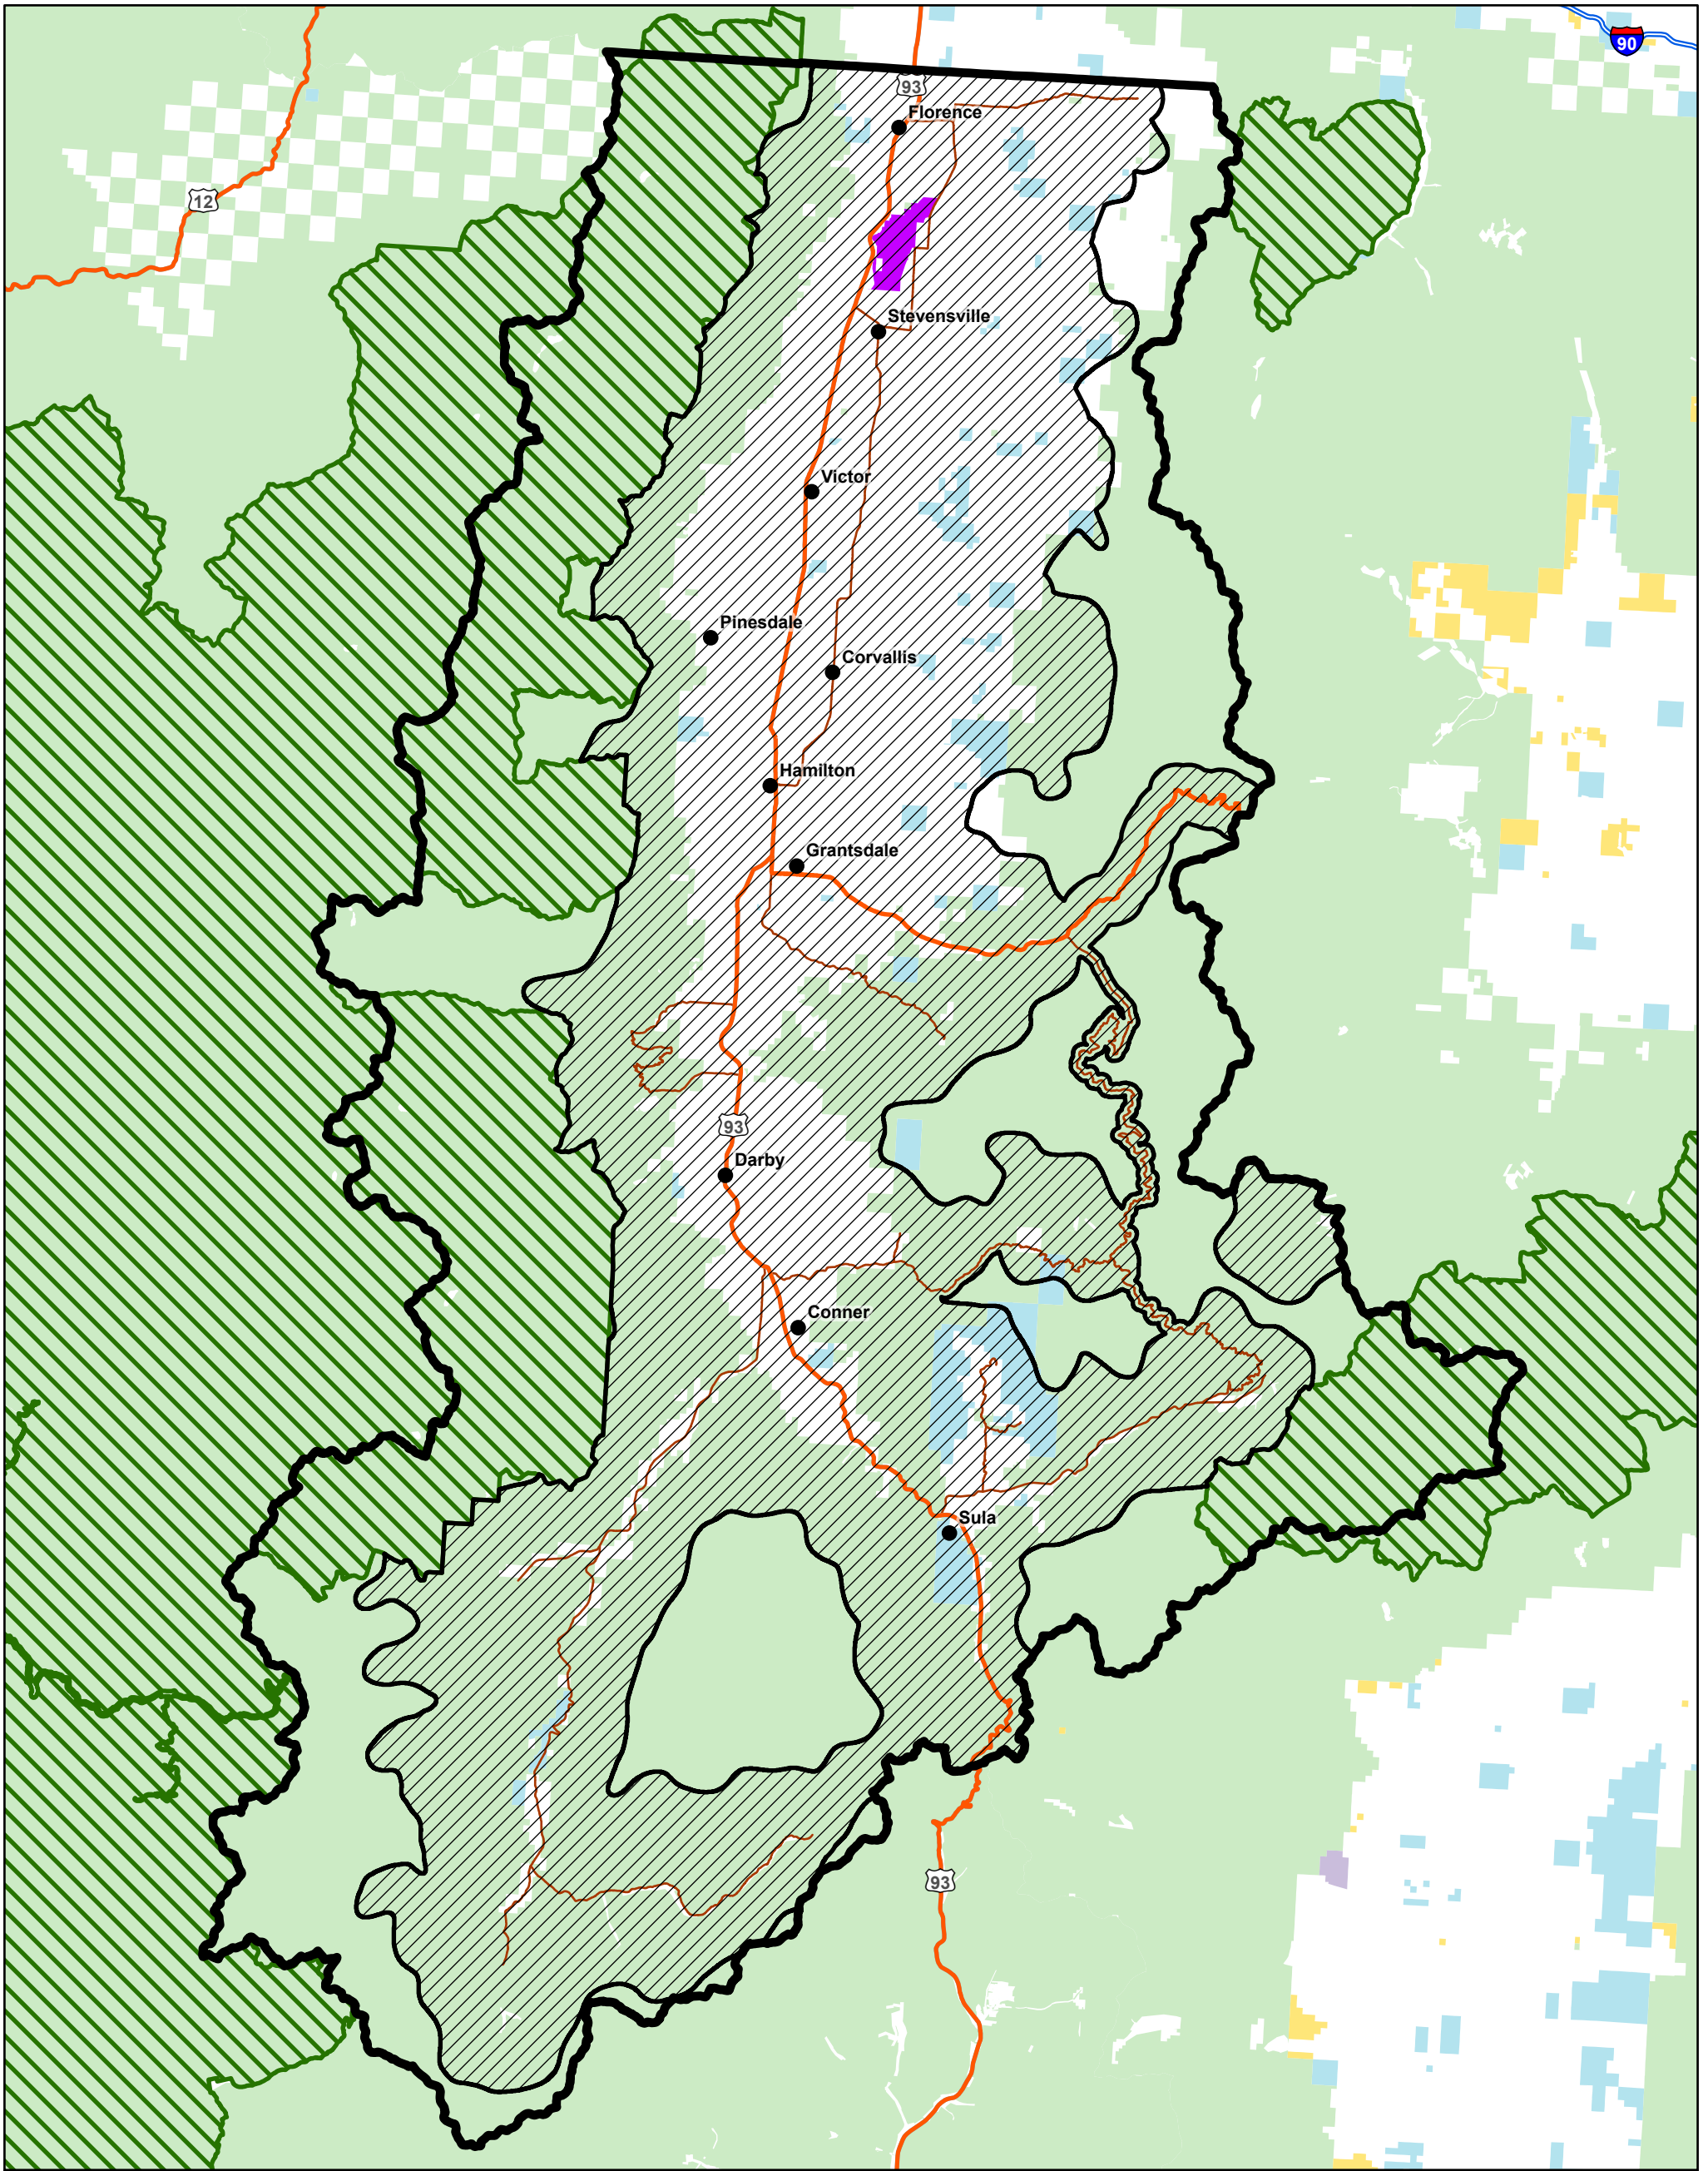 90
93
Florence
12
Stevensville
Victor
Pinesdale
Corvallis
Hamilton
Grantsdale
93
Darby
Conner
Sula
93